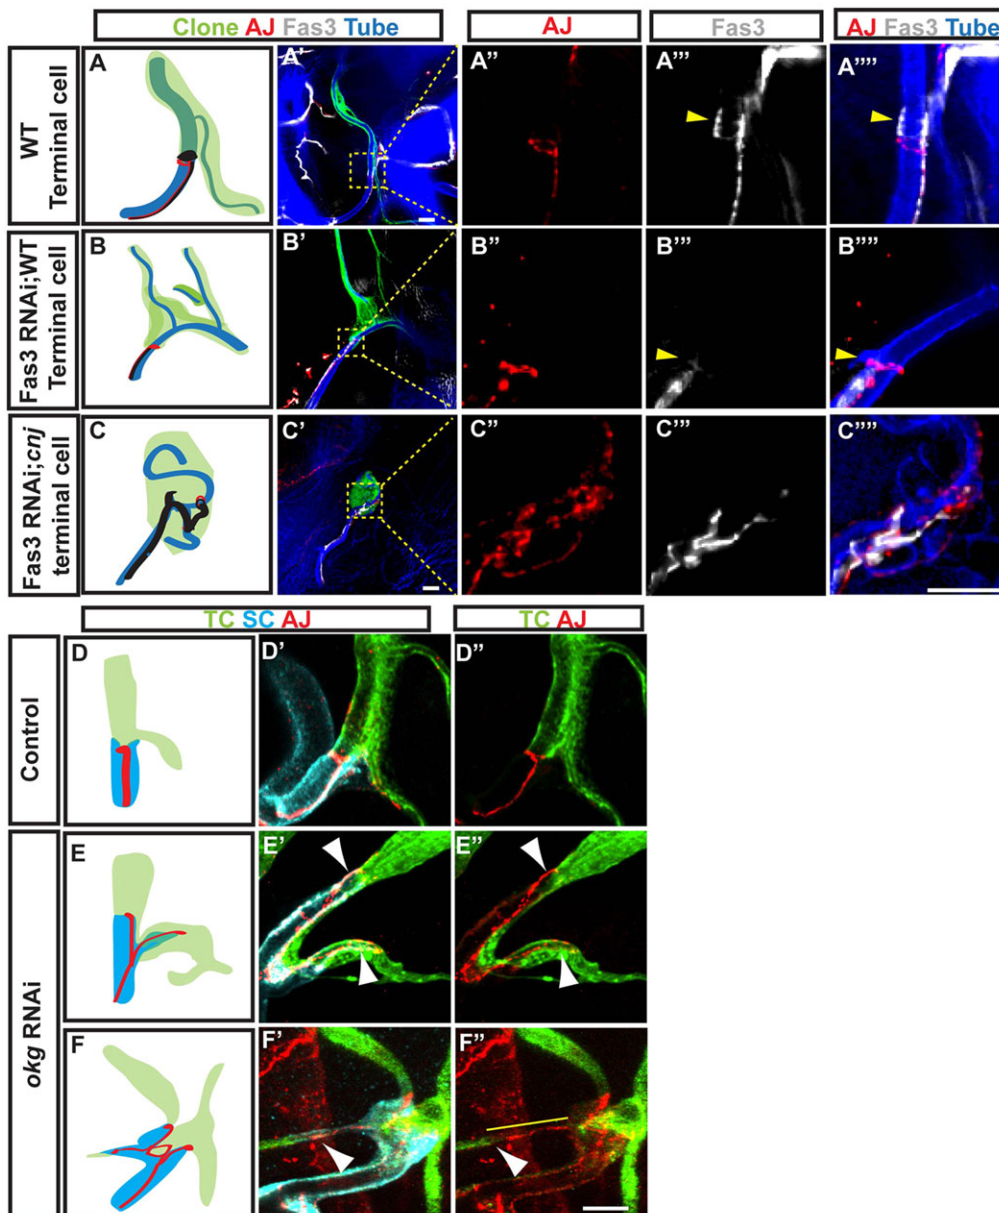 Clone AJ Fas3 Tube
AJ
Fas3
AJ Fas3 Tube
WT
Terminal cell
A
A'
A''
A'''
A''''
Fas3 RNAi;WT
Terminal cell
B
B'
B''
B'''
B''''
Fas3 RNAi;cnj
terminal cell
C
C'
C''
C'''
C''''
TC SC AJ
TC AJ
Control
D
D'
D''
okg RNAi
E
E'
E''
F
F'
F''